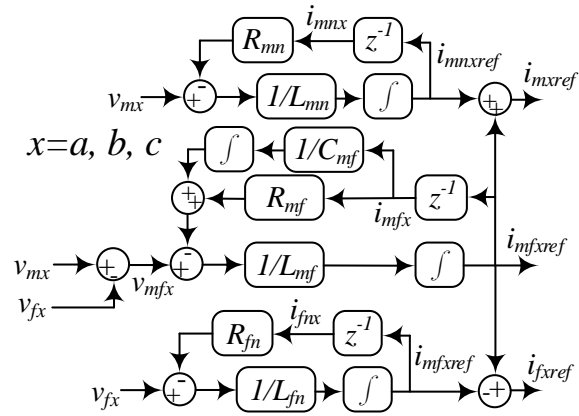 R_mn
i_mnx
z^-1
i_mnxref
i_mxref
v_mx
+ -
1/L_mn
∫
+ +
x=a, b, c
∫
1/C_mf
+ +
R_mf
i_mfx
z^-1
i_mfxref
v_mx
+ -
v_mfx
+ -
1/L_mf
∫
v_fx
R_fn
i_fnx
z^-1
i_mfxref
i_fxref
v_fx
+ -
1/L_fn
∫
- +